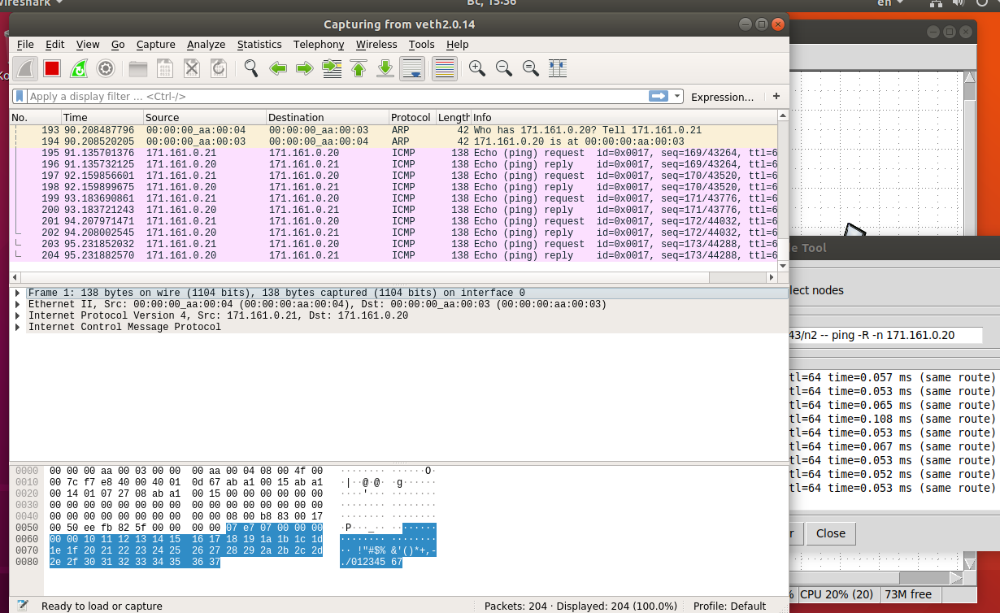 Wireshark
Вс, 15:36
en
Capturing from veth2.0.14
File Edit View Go Capture Analyze Statistics Telephony Wireless Tools Help
Apply a display filter ... <Ctrl-/>
Expression...
+
No. Time Source Destination Protocol Length Info
193 90.208487796 00:00:00_aa:00:04 00:00:00_aa:00:03 ARP 42 Who has 171.161.0.20? Tell 171.161.0.21
194 90.208520205 00:00:00_aa:00:03 00:00:00_aa:00:04 ARP 42 171.161.0.20 is at 00:00:00:aa:00:03
195 91.135701376 171.161.0.21 171.161.0.20 ICMP 138 Echo (ping) request id=0x0017, seq=169/43264, ttl=6
196 91.135732125 171.161.0.20 171.161.0.21 ICMP 138 Echo (ping) reply id=0x0017, seq=169/43264, ttl=6
197 92.159856601 171.161.0.21 171.161.0.20 ICMP 138 Echo (ping) request id=0x0017, seq=170/43520, ttl=6
198 92.159899675 171.161.0.20 171.161.0.21 ICMP 138 Echo (ping) reply id=0x0017, seq=170/43520, ttl=6
199 93.183690861 171.161.0.21 171.161.0.20 ICMP 138 Echo (ping) request id=0x0017, seq=171/43776, ttl=6
200 93.183721243 171.161.0.20 171.161.0.21 ICMP 138 Echo (ping) reply id=0x0017, seq=171/43776, ttl=6
201 94.207971471 171.161.0.21 171.161.0.20 ICMP 138 Echo (ping) request id=0x0017, seq=172/44032, ttl=6
202 94.208002545 171.161.0.20 171.161.0.21 ICMP 138 Echo (ping) reply id=0x0017, seq=172/44032, ttl=6
203 95.231852032 171.161.0.21 171.161.0.20 ICMP 138 Echo (ping) request id=0x0017, seq=173/44288, ttl=6
204 95.231882570 171.161.0.20 171.161.0.21 ICMP 138 Echo (ping) reply id=0x0017, seq=173/44288, ttl=6
Frame 1: 138 bytes on wire (1104 bits), 138 bytes captured (1104 bits) on interface 0
Ethernet II, Src: 00:00:00_aa:00:04 (00:00:00:aa:00:04), Dst: 00:00:00_aa:00:03 (00:00:00:aa:00:03)
Internet Protocol Version 4, Src: 171.161.0.21, Dst: 171.161.0.20
Internet Control Message Protocol
0000 00 00 00 aa 00 03 00 00 00 aa 00 04 08 00 4f 00 ········ ······O·
0010 00 7c f7 e8 40 00 40 01 0d 67 ab a1 00 15 ab a1 ·|··@·@· ·g······
0020 00 14 01 07 27 08 ab a1 00 15 00 00 00 00 00 00 ····'··· ········
0030 00 00 00 00 00 00 00 00 00 00 00 00 00 00 00 00 ········ ········
0040 00 00 00 00 00 00 00 00 00 00 08 00 b8 83 00 17 ········ ········
0050 00 50 ee fb 82 5f 00 00 00 00 07 e7 07 00 00 00 ·P···_·· ········
0060 00 00 10 11 12 13 14 15 16 17 18 19 1a 1b 1c 1d ········ ········
0070 1e 1f 20 21 22 23 24 25 26 27 28 29 2a 2b 2c 2d ·· !"#$% &'()*+,-
0080 2e 2f 30 31 32 33 34 35 36 37 ./012345 67
Ready to load or capture
Packets: 204 · Displayed: 204 (100.0%)
Profile: Default
e Tool
lect nodes
43/n2 -- ping -R -n 171.161.0.20
tl=64 time=0.057 ms (same route)
tl=64 time=0.053 ms (same route)
tl=64 time=0.065 ms (same route)
tl=64 time=0.108 ms (same route)
tl=64 time=0.053 ms (same route)
tl=64 time=0.067 ms (same route)
tl=64 time=0.053 ms (same route)
tl=64 time=0.052 ms (same route)
tl=64 time=0.053 ms (same route)
r
Close
% CPU 20% (20) 73M free